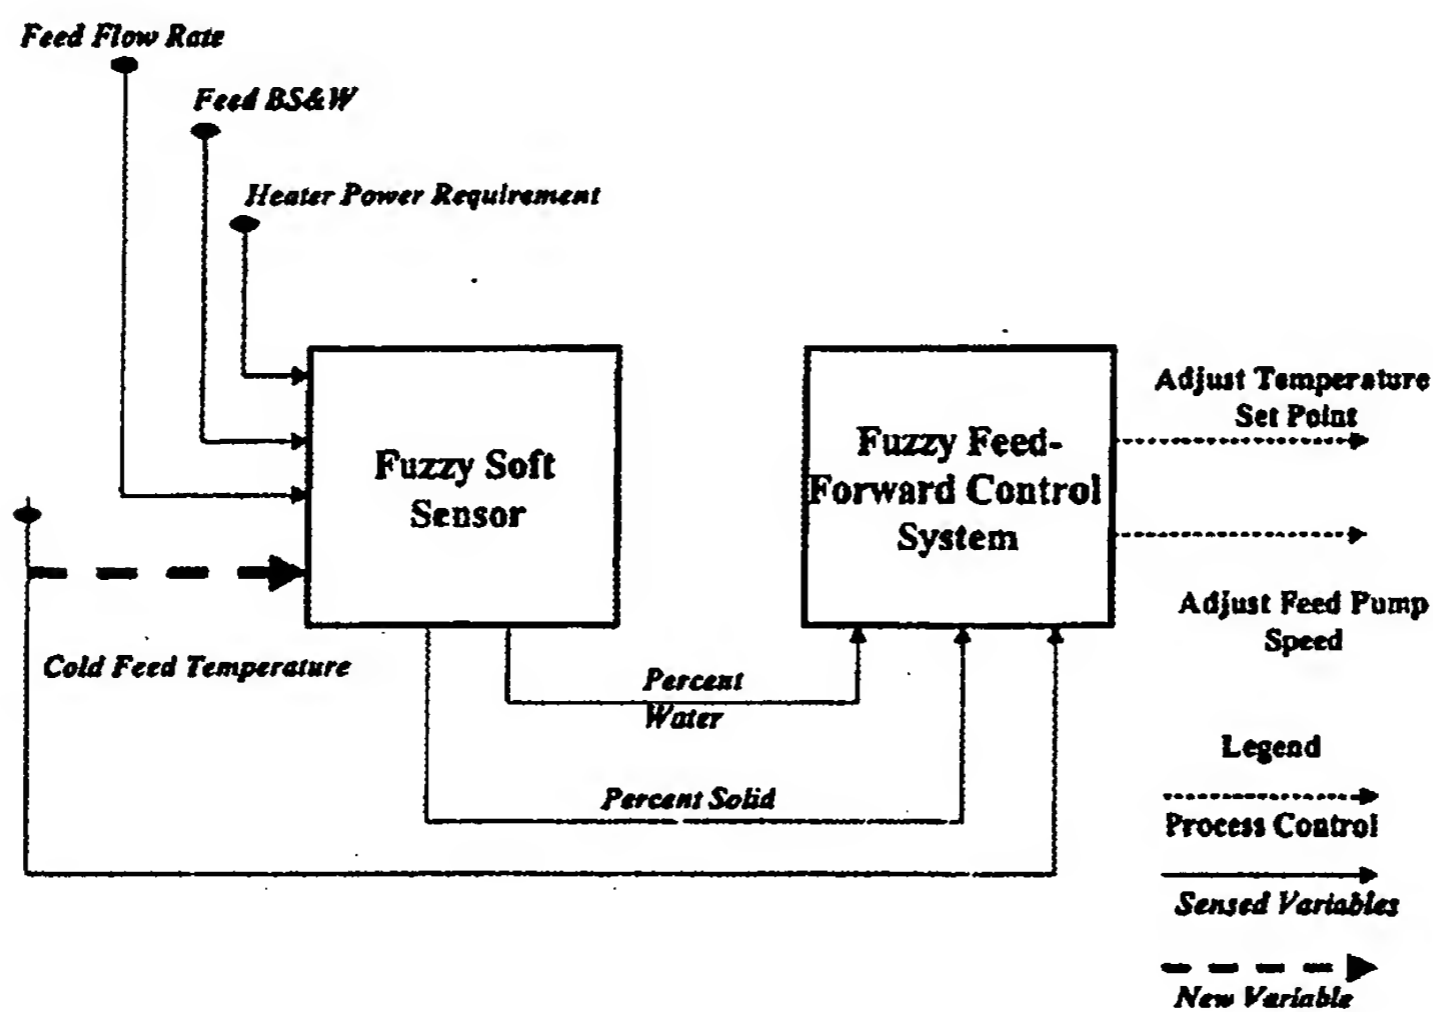 Feed Flow Rate
Feed BS&W
Heater Power Requirement
Fuzzy Soft
Sensor
Fuzzy Feed-
Forward Control
System
Adjust Temperature
Set Point
Adjust Feed Pump
Speed
Cold Feed Temperature
Percent
Water
Percent Solid
Legend
Process Control
Sensed Variables
New Variable